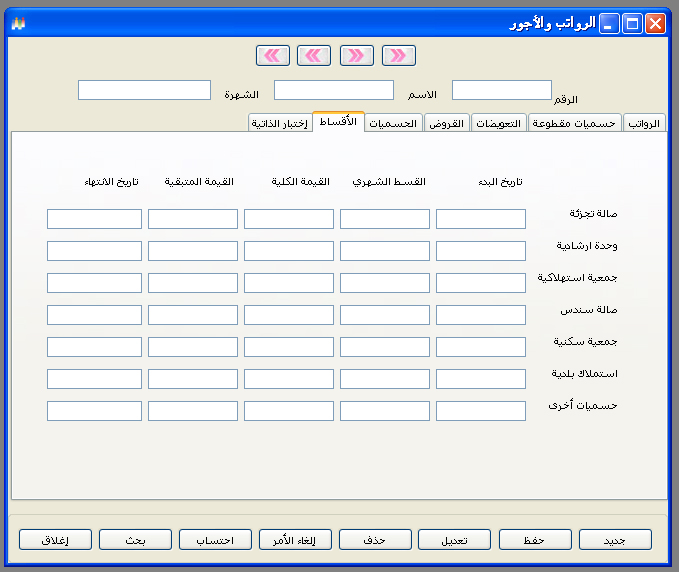 الرواتب والأجور
الرقم الاسم الشهرة
الرواتب حسميات مقطوعة التعويضات القروض الحسميات الأقساط إختبار الذاتية
تاريخ البدء القسط الشهري القيمة الكلية القيمة المتبقية تاريخ الانتهاء
صالة تجزئة
وحدة ارشادية
جمعية استهلاكية
صالة سندس
جمعية سكنية
استملاك بلدية
حسميات أخرى
جديد حفظ تعديل حذف إلغاء الأمر احتساب بحث إغلاق